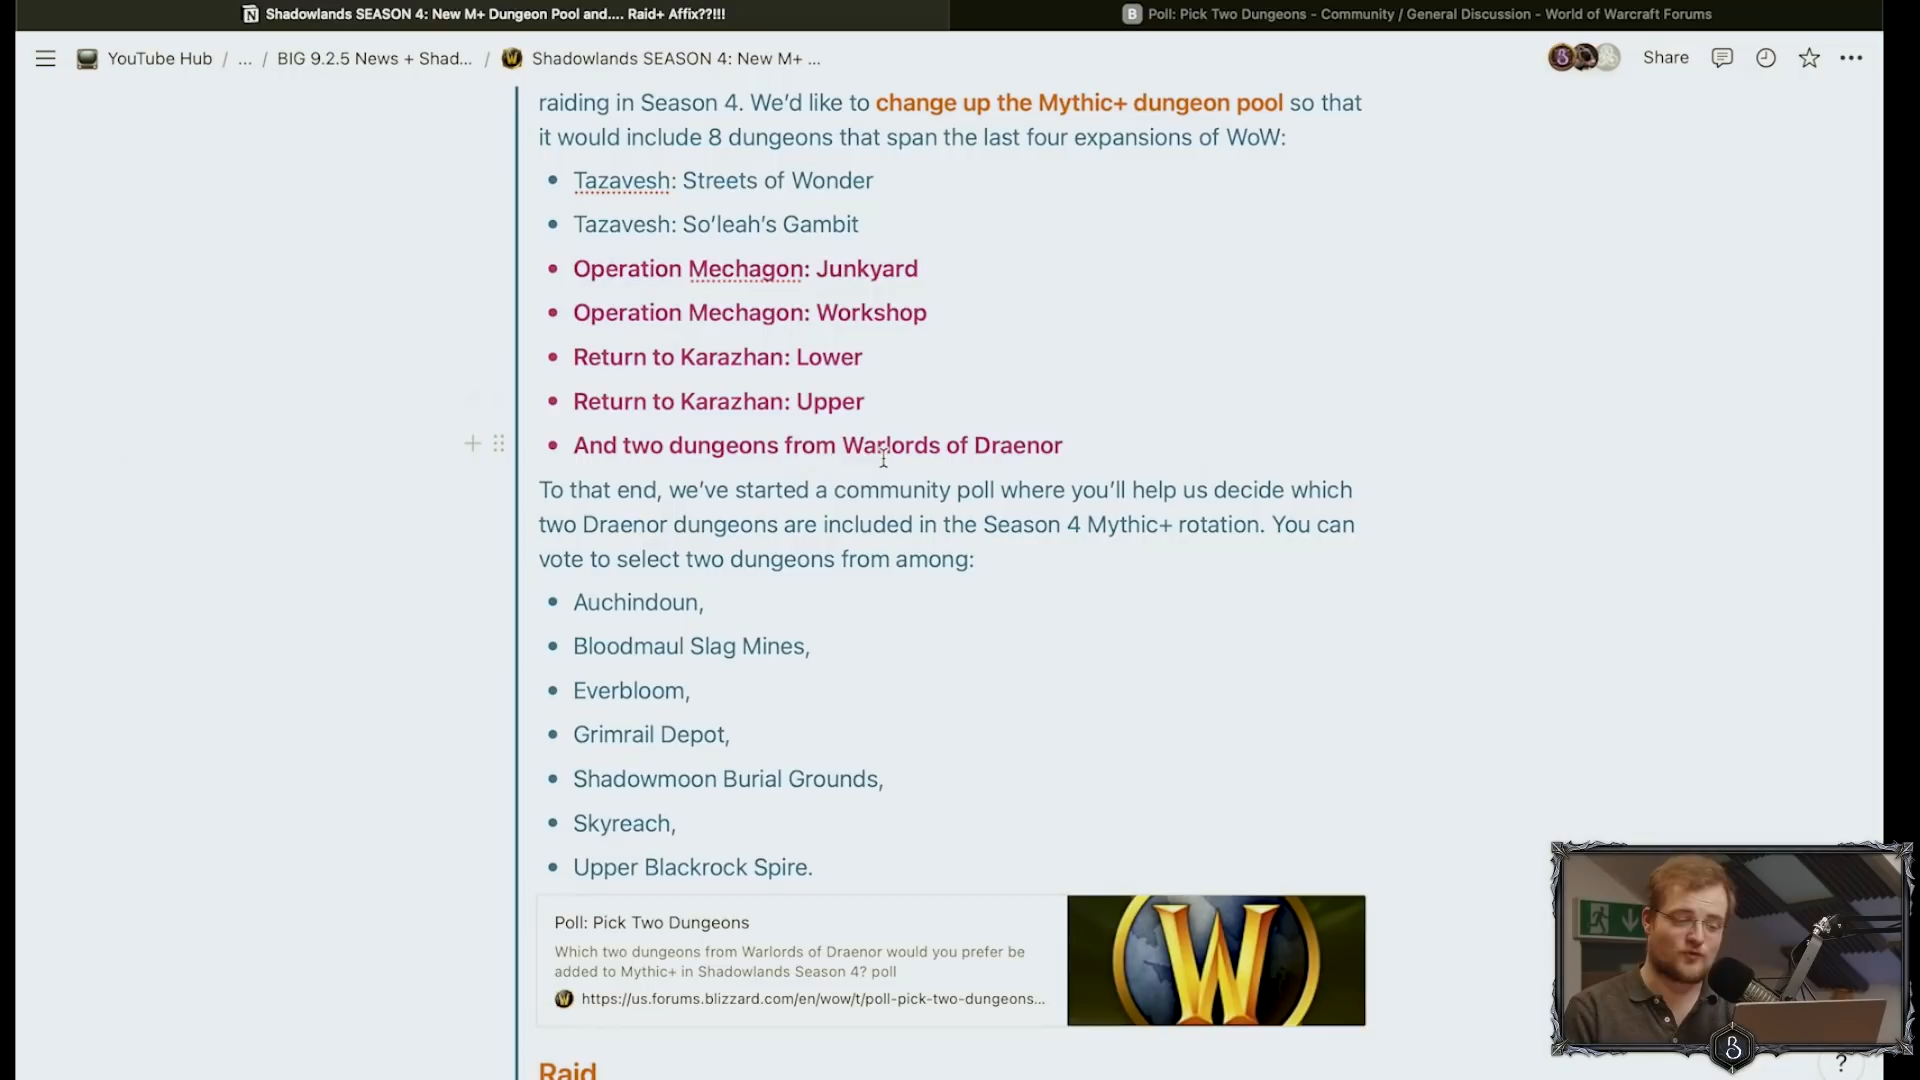 Shadowlands SEASON 4: New M+ Dungeon Pool and.... Raid+ Affix??!!!
Poll: Pick Two Dungeons - Community / General Discussion - World of Warcraft Forums
YouTube Hub / ... / BIG 9.2.5 News + Shad... / Shadowlands SEASON 4: New M+ ...
Share
raiding in Season 4. We’d like to change up the Mythic+ dungeon pool so that
it would include 8 dungeons that span the last four expansions of WoW:
• Tazavesh: Streets of Wonder
• Tazavesh: So’leah’s Gambit
• Operation Mechagon: Junkyard
• Operation Mechagon: Workshop
• Return to Karazhan: Lower
• Return to Karazhan: Upper
• And two dungeons from Warlords of Draenor
To that end, we’ve started a community poll where you’ll help us decide which
two Draenor dungeons are included in the Season 4 Mythic+ rotation. You can
vote to select two dungeons from among:
• Auchindoun,
• Bloodmaul Slag Mines,
• Everbloom,
• Grimrail Depot,
• Shadowmoon Burial Grounds,
• Skyreach,
• Upper Blackrock Spire.
Poll: Pick Two Dungeons
Which two dungeons from Warlords of Draenor would you prefer be
added to Mythic+ in Shadowlands Season 4? poll
https://us.forums.blizzard.com/en/wow/t/poll-pick-two-dungeons...
W
Raid
B
?